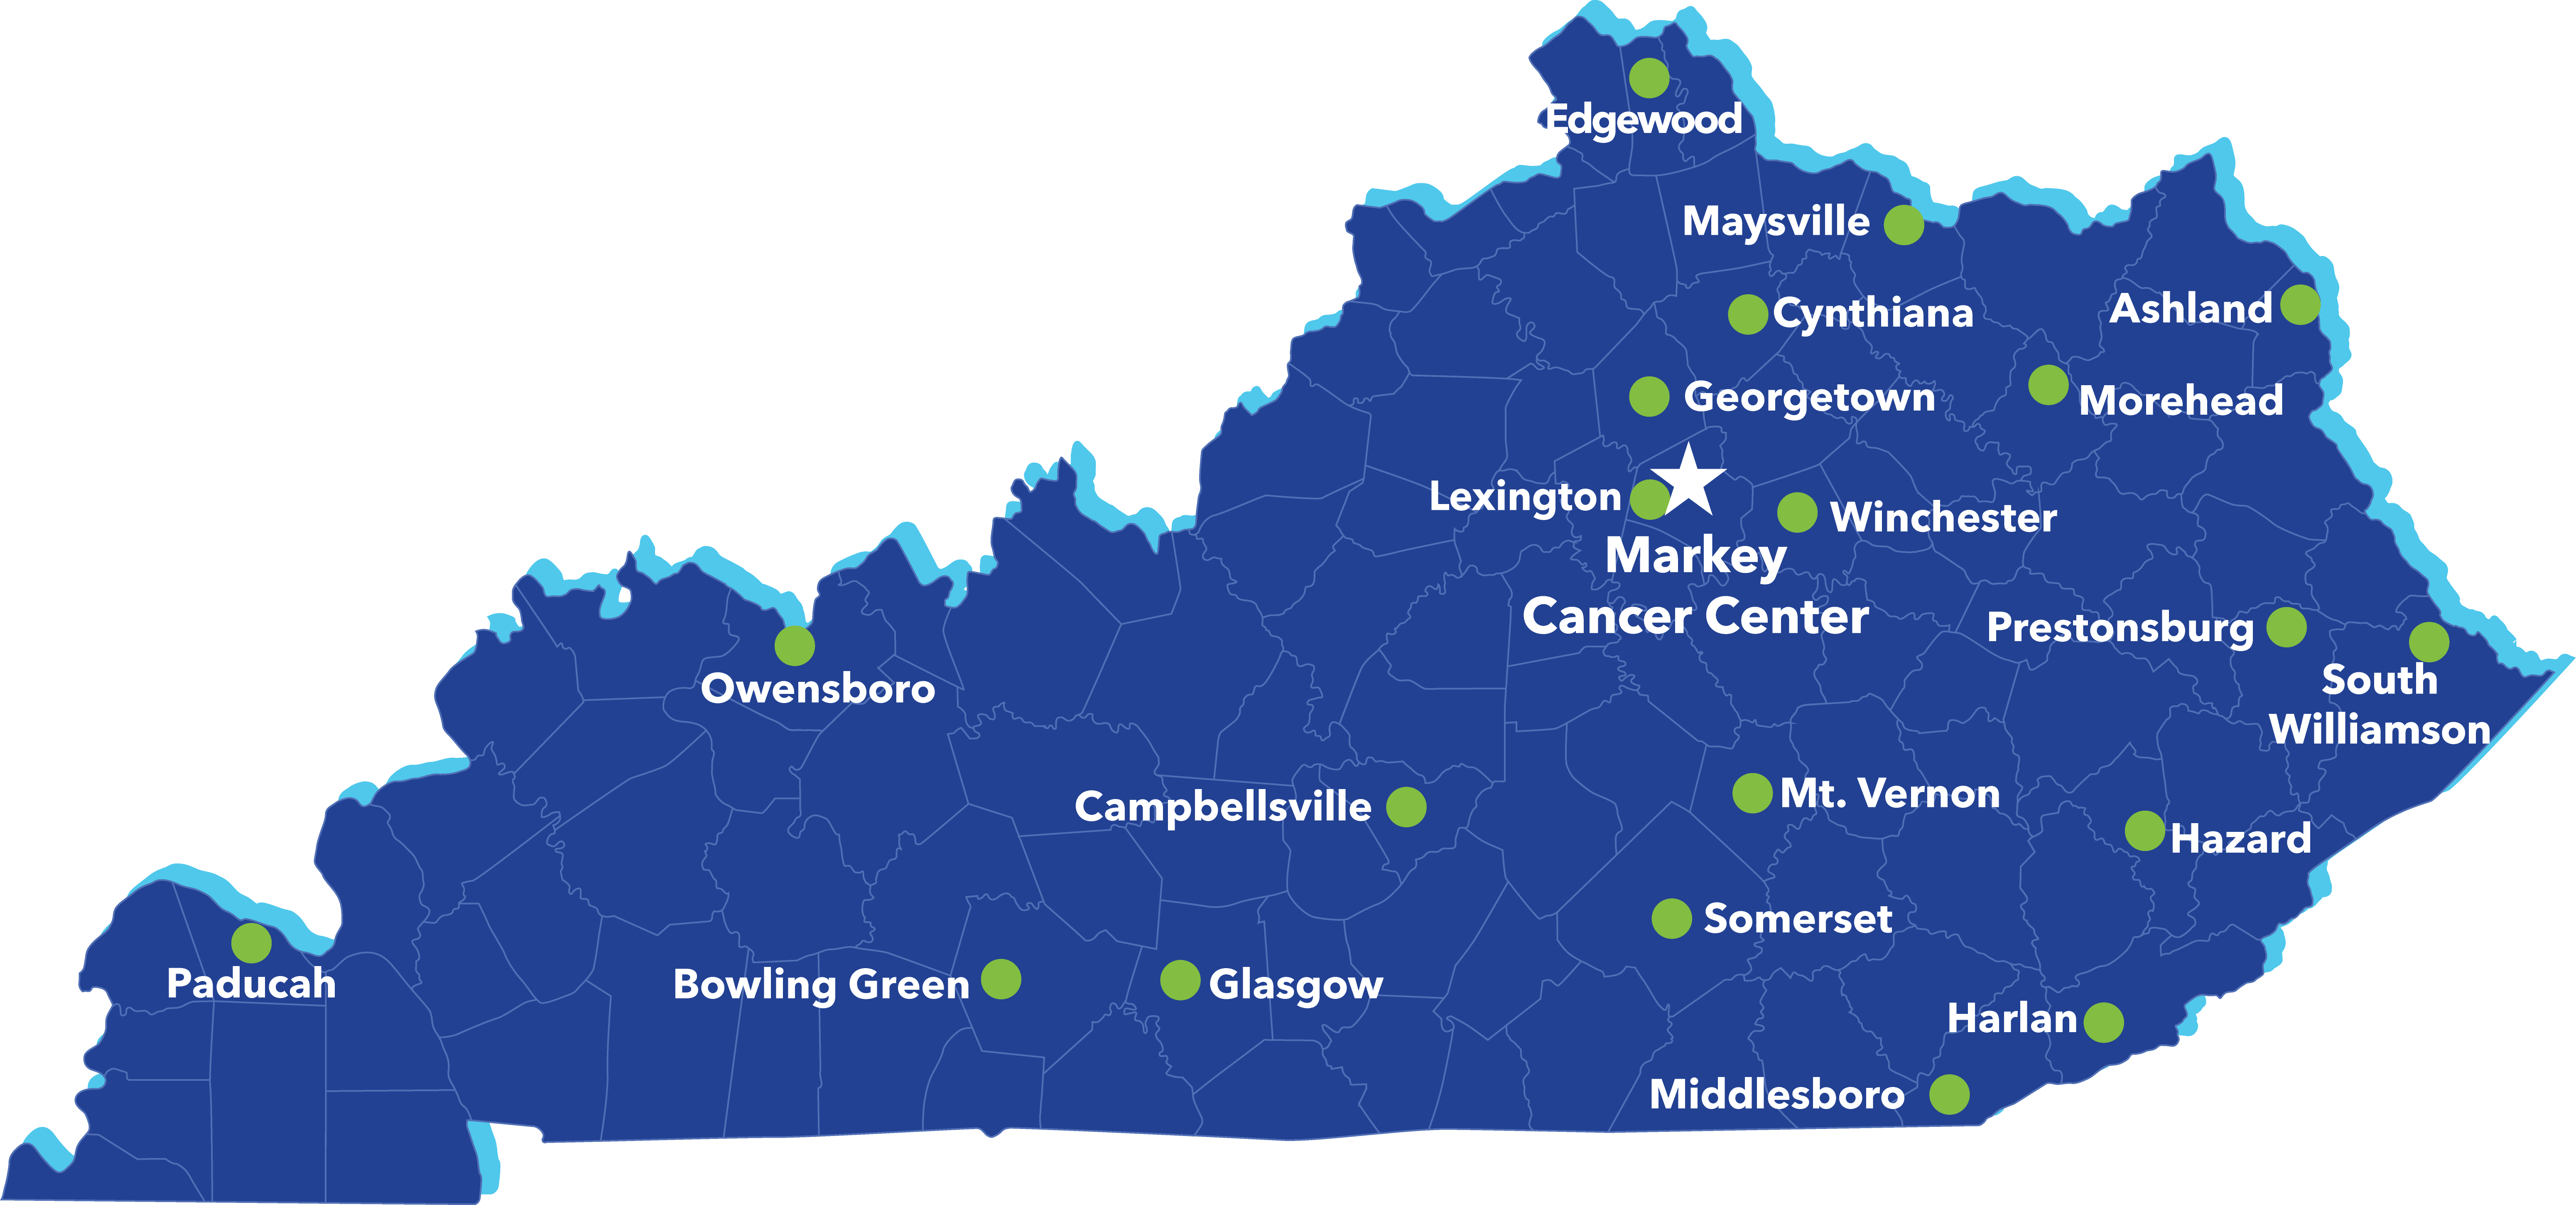 Edgewood
Maysville
Cynthiana
Ashland
Georgetown
Morehead
Lexington
Winchester
Markey
Cancer Center
Prestonsburg
South
Williamson
Owensboro
Campbellsville
Mt. Vernon
Hazard
Somerset
Paducah
Bowling Green
Glasgow
Harlan
Middlesboro